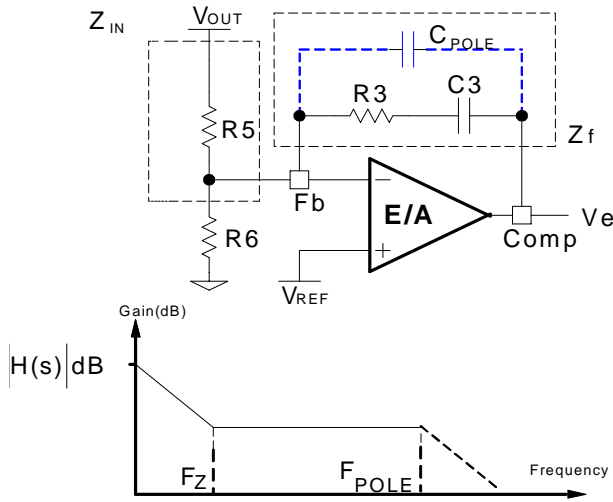 Z IN
VOUT
CPOLE
R3
C3
R5
Zf
Fb
−
E/A
Ve
R6
+
Comp
VREF
Gain(dB)
|H(s)|dB
FZ
FPOLE
Frequency